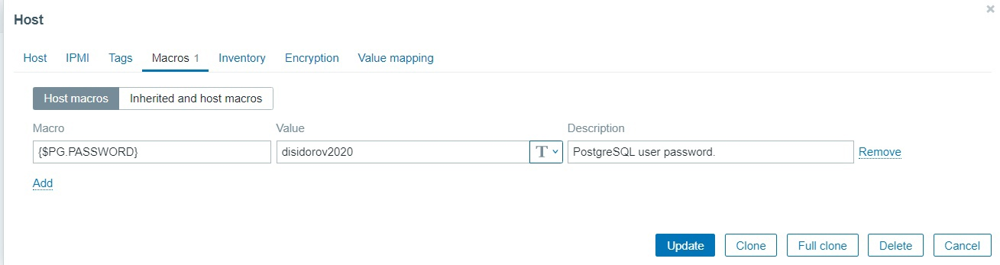 Host
Host IPMI Tags Macros 1 Inventory Encryption Value mapping
Host macros Inherited and host macros
Macro Value Description
{$PG.PASSWORD} disidorov2020 T PostgreSQL user password. Remove
Add
Update Clone Full clone Delete Cancel